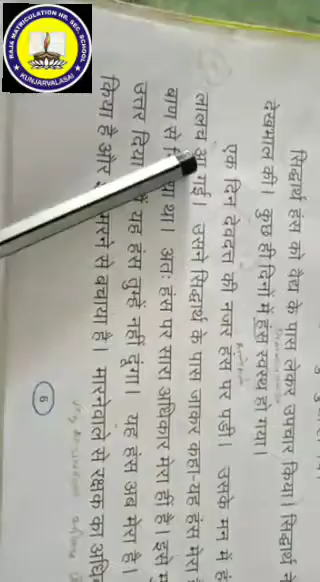 RAJA MATRICULATION HR. SEC. SCHOOL
KUNJARVALASAI
सिद्धार्थ हंस को वैद्य के पास लेकर उपचार किया। सिद्धार्थ ने
देखभाल की। कुछ ही दिनों में हंस स्वस्थ हो गया।
एक दिन देवदत्त की नजर हंस पर पड़ी। उसके मन में हं
लालच आ गई। उसने सिद्धार्थ के पास जाकर कहा-यह हंस मेरा है
बाण से था। अतः हंस पर सारा अधिकार मेरा ही है। इसे म
उत्तर दिया यह हंस तुम्हें नहीं दूंगा। यह हंस अब मेरा है।
किया है और मरने से बचाया है। मारनेवाले से रक्षक का अधि
6